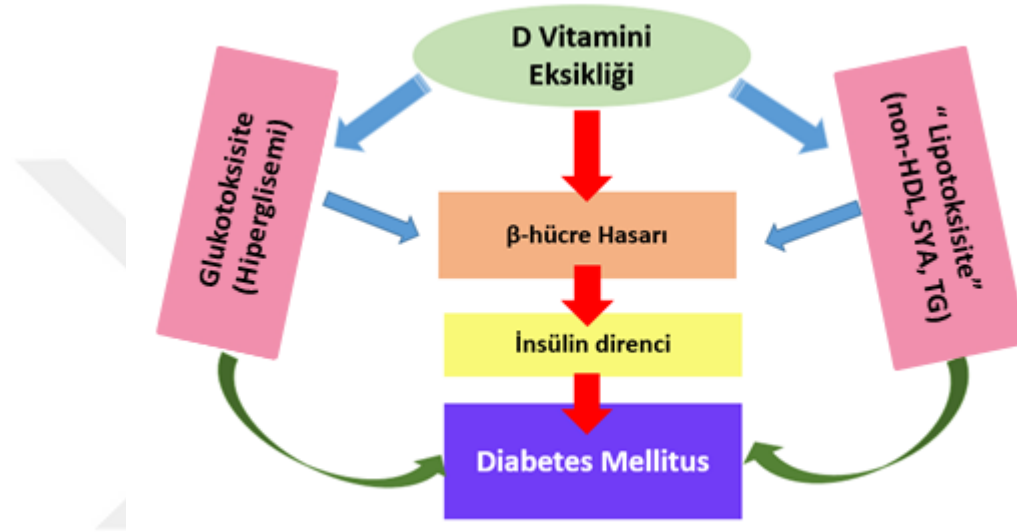 D Vitamini
Eksikliği
Glukotoksisite
(Hiperglisemi)
“ Lipotoksisite”
(non-HDL, SYA, TG)
β-hücre Hasarı
İnsülin direnci
Diabetes Mellitus